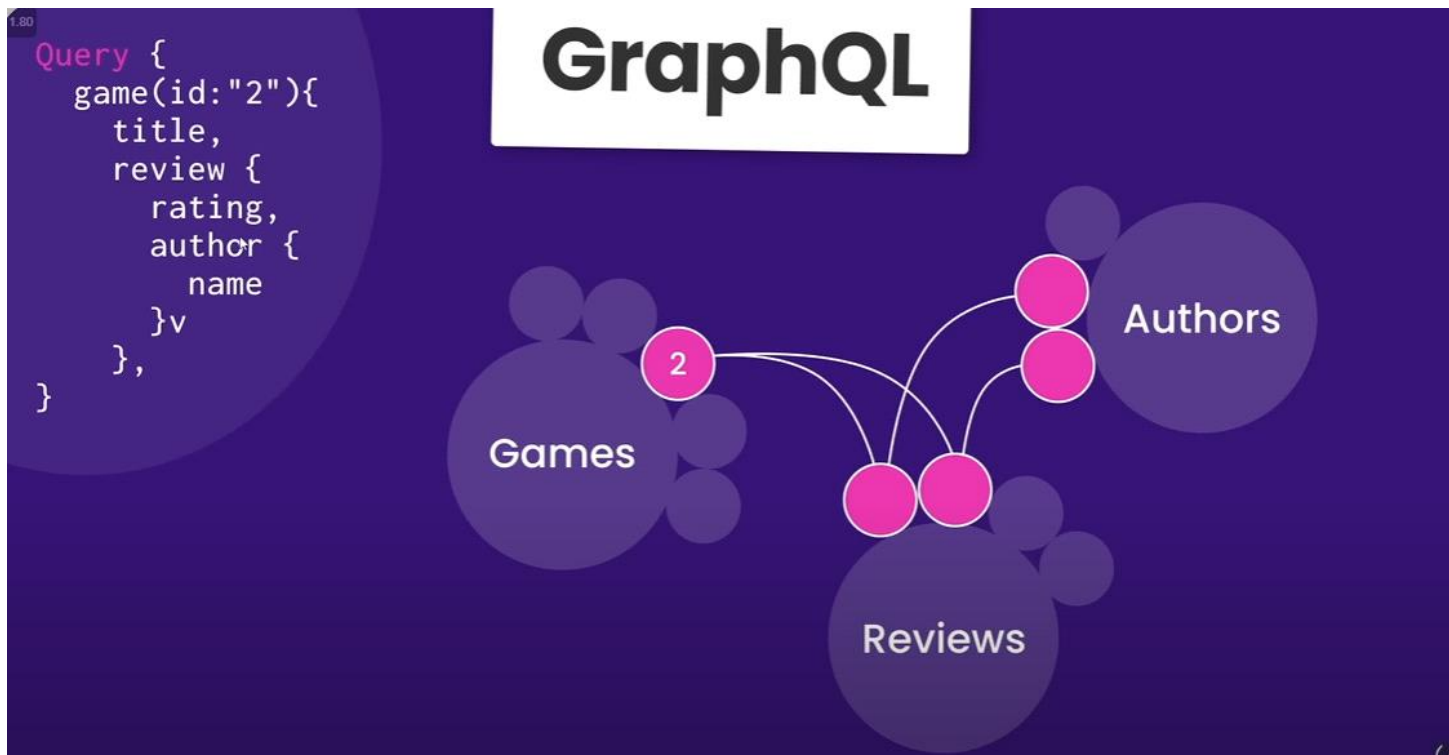 1.80
GraphQL
Query {
game(id:"2"){
title,
review {
rating,
author {
name
}v
},
}
2
Games
Authors
Reviews